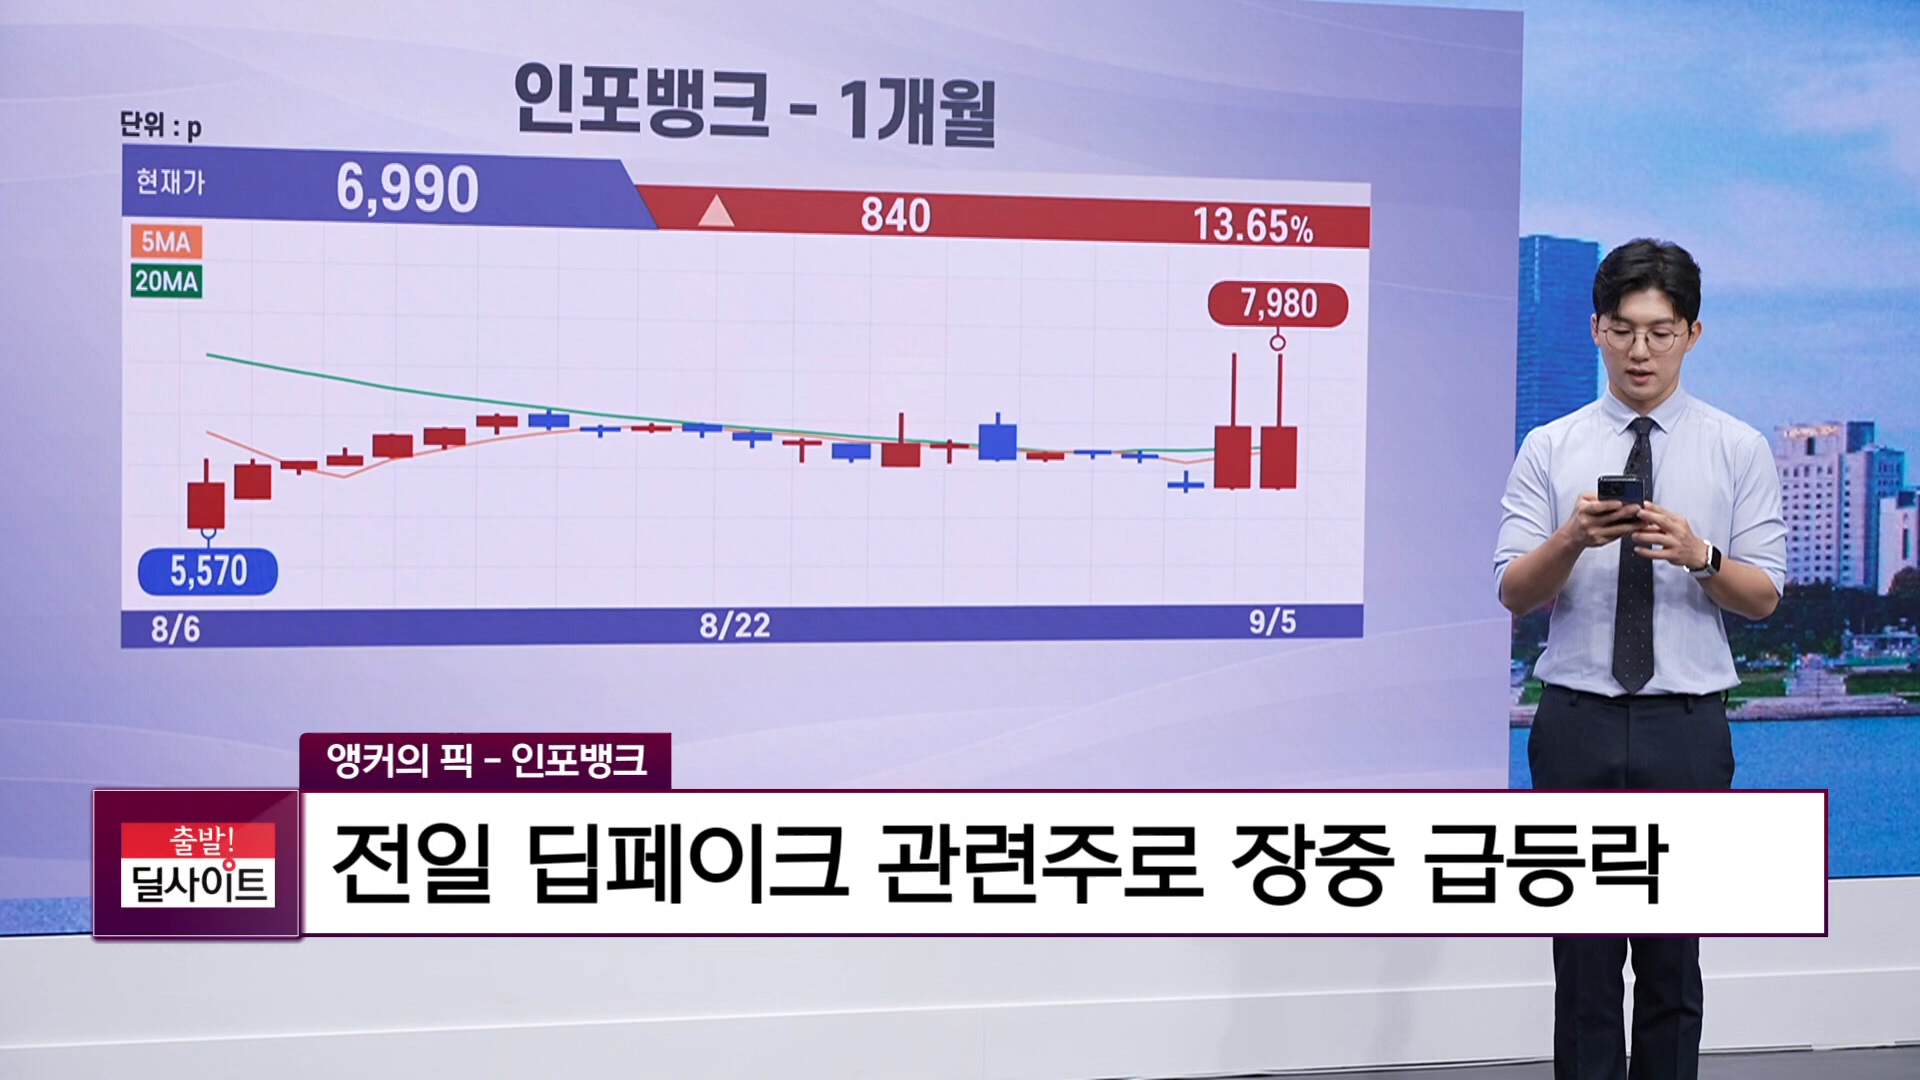 인포뱅크 - 1개월
단위 : p
현재가 6,990 840 13.65%
5MA
20MA
7,980
5,570
8/6 8/22 9/5
앵커의 픽 - 인포뱅크
출발!
딜사이트
전일 딥페이크 관련주로 장중 급등락